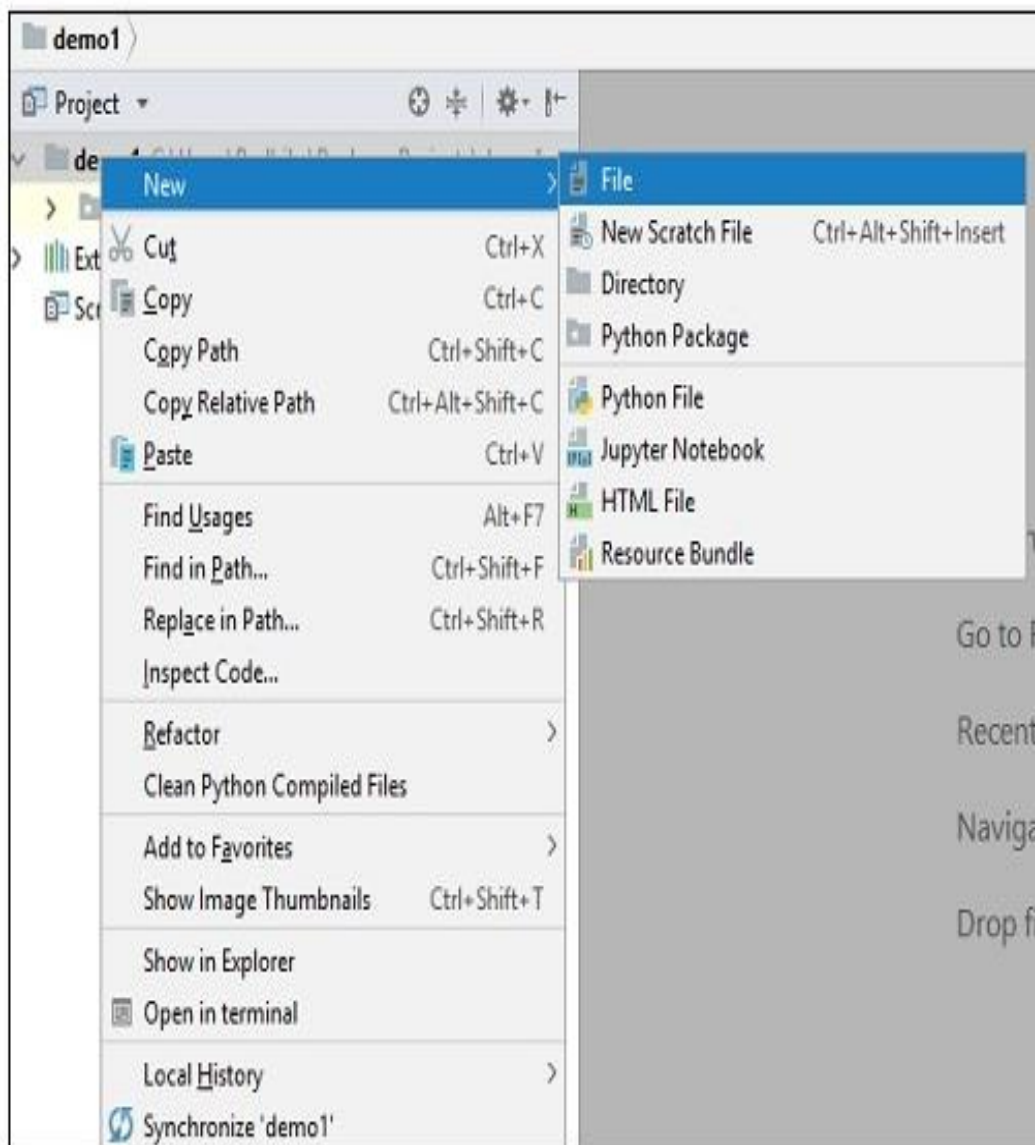 demo1
Project
de
New
File
Cut Ctrl+X
New Scratch File Ctrl+Alt+Shift+Insert
Ext
Copy Ctrl+C
Directory
Scr
Copy Path Ctrl+Shift+C
Python Package
Copy Relative Path Ctrl+Alt+Shift+C
Python File
Paste Ctrl+V
Jupyter Notebook
HTML File
Find Usages Alt+F7
Resource Bundle
Find in Path... Ctrl+Shift+F
Replace in Path... Ctrl+Shift+R
Go to
Inspect Code...
Refactor
Recent
Clean Python Compiled Files
Naviga
Add to Favorites
Show Image Thumbnails Ctrl+Shift+T
Drop fi
Show in Explorer
Open in terminal
Local History
Synchronize 'demo1'